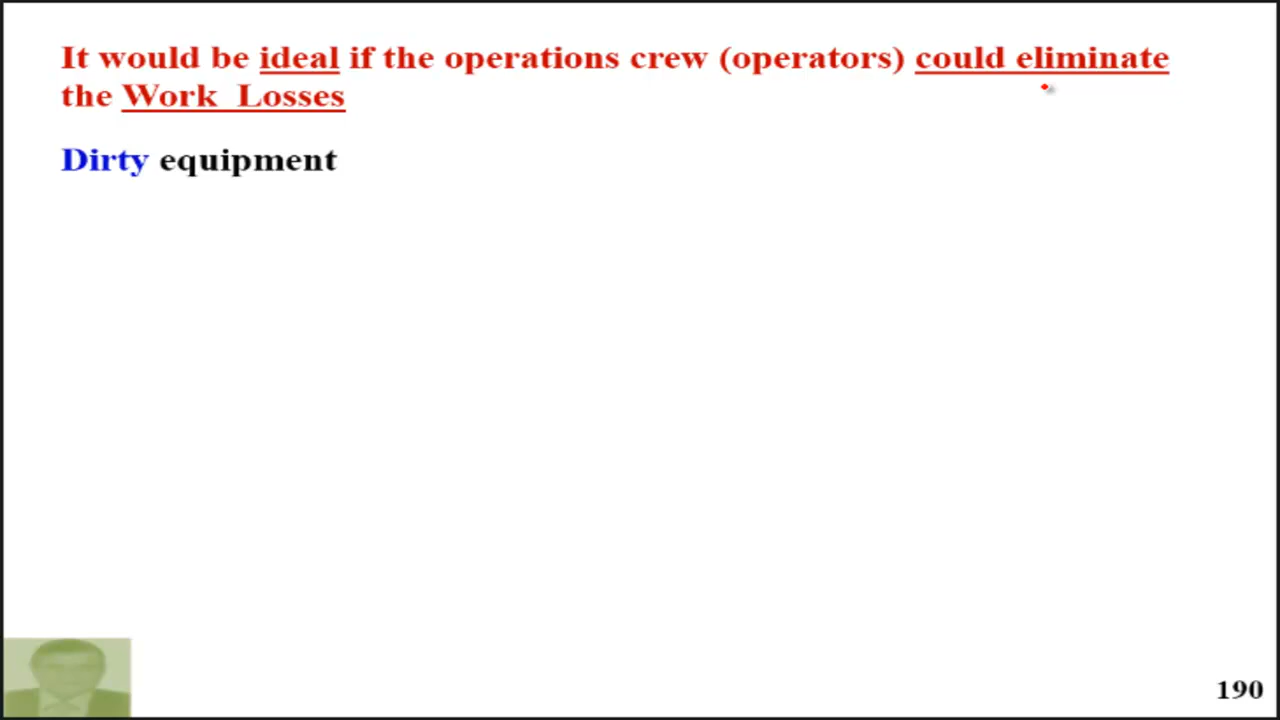 It would be ideal if the operations crew (operators) could eliminate
the Work Losses
Dirty equipment
190